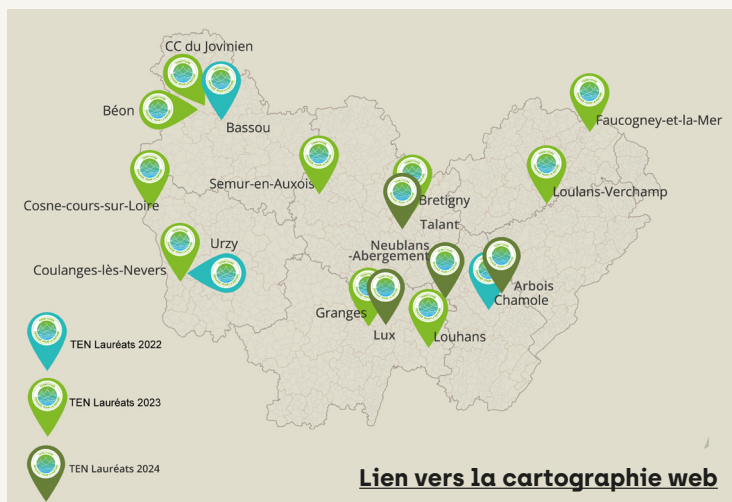 CC du Jovinien
Béon
Bassou
Faucogney-et-la-Mer
Semur-en-Auxois
Bretigny
Loulans-Verchamp
Cosne-cours-sur-Loire
Talant
Urzy
Neublans
-Abergement
Coulanges-lès-Nevers
Arbois
Chamole
Granges
Lux
Louhans
TEN Lauréats 2022
TEN Lauréats 2023
TEN Lauréats 2024
Lien vers la cartographie web